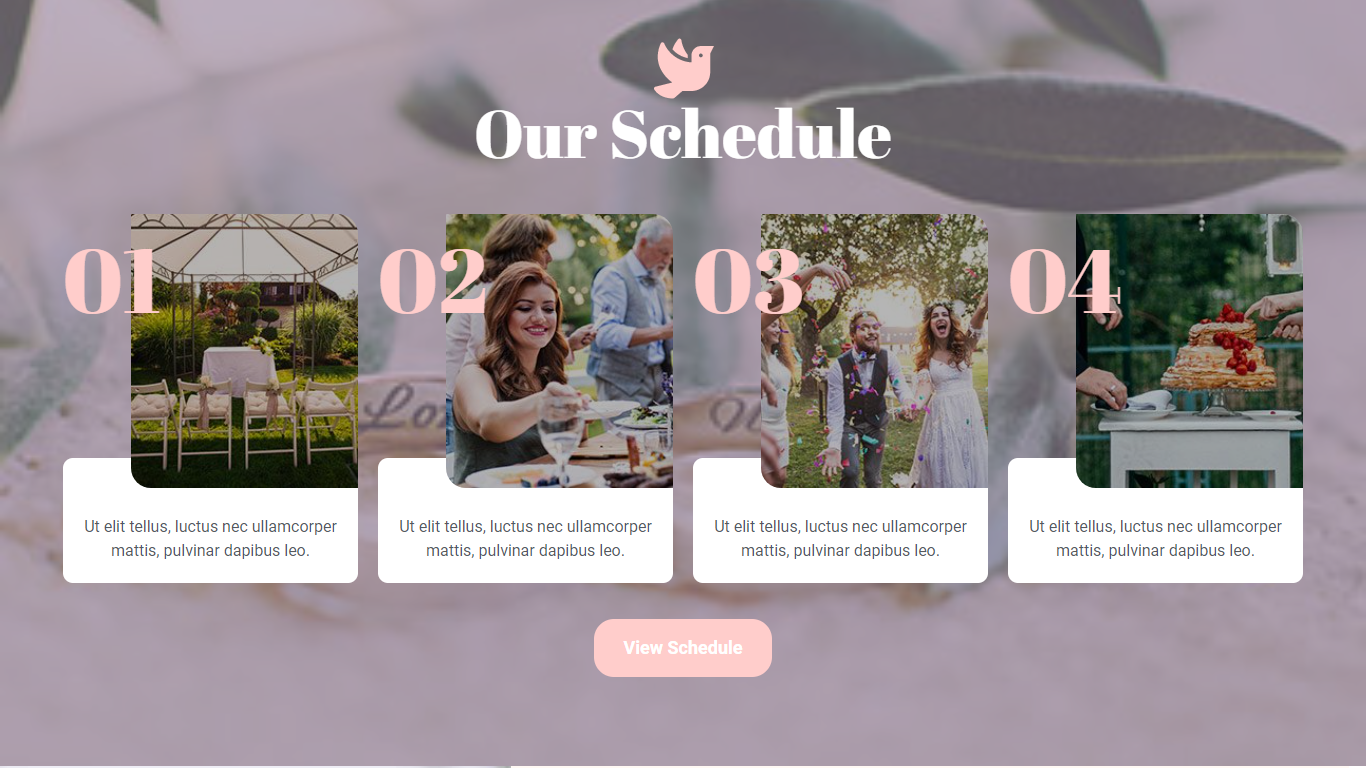 Our Schedule
01
02
03
04
Ut elit tellus, luctus nec ullamcorper
mattis, pulvinar dapibus leo.
Ut elit tellus, luctus nec ullamcorper
mattis, pulvinar dapibus leo.
Ut elit tellus, luctus nec ullamcorper
mattis, pulvinar dapibus leo.
Ut elit tellus, luctus nec ullamcorper
mattis, pulvinar dapibus leo.
View Schedule